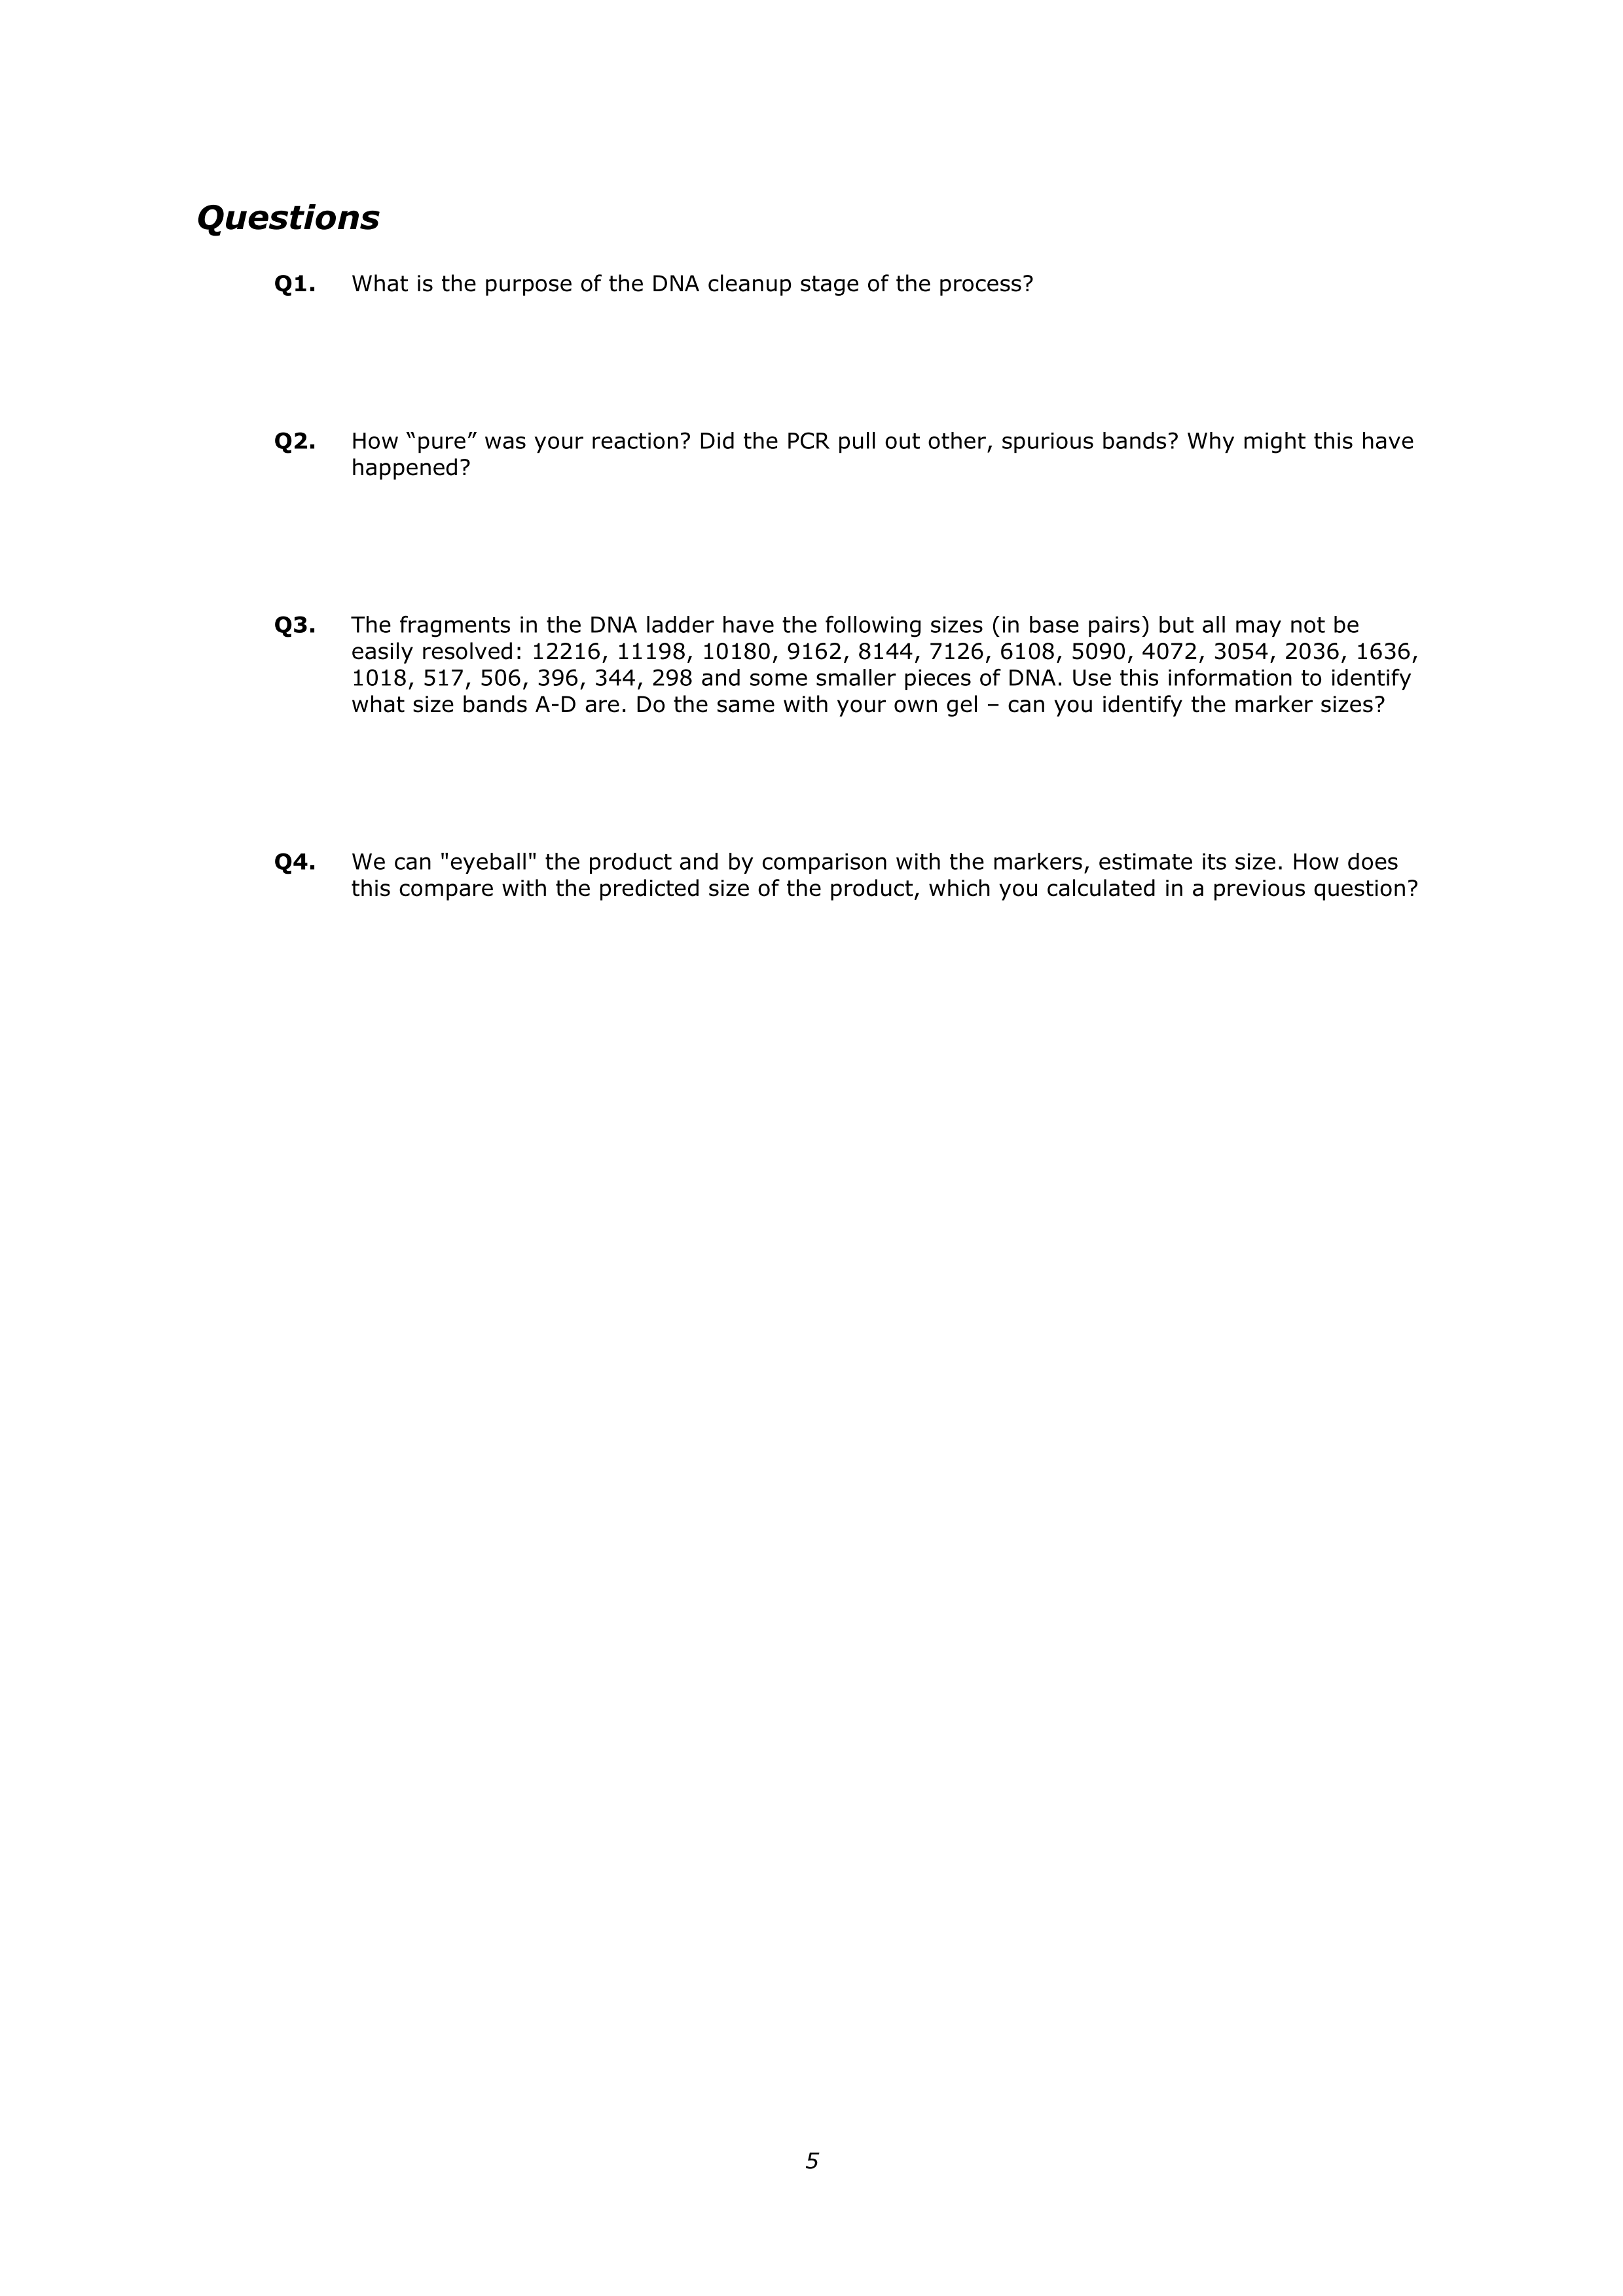 Questions
Q1. What is the purpose of the DNA cleanup stage of the process?
Q2. How “pure” was your reaction? Did the PCR pull out other, spurious bands? Why might this have
happened?
Q3. The fragments in the DNA ladder have the following sizes (in base pairs) but all may not be
easily resolved: 12216, 11198, 10180, 9162, 8144, 7126, 6108, 5090, 4072, 3054, 2036, 1636,
1018, 517, 506, 396, 344, 298 and some smaller pieces of DNA. Use this information to identify
what size bands A-D are. Do the same with your own gel – can you identify the marker sizes?
Q4. We can "eyeball" the product and by comparison with the markers, estimate its size. How does
this compare with the predicted size of the product, which you calculated in a previous question?
5